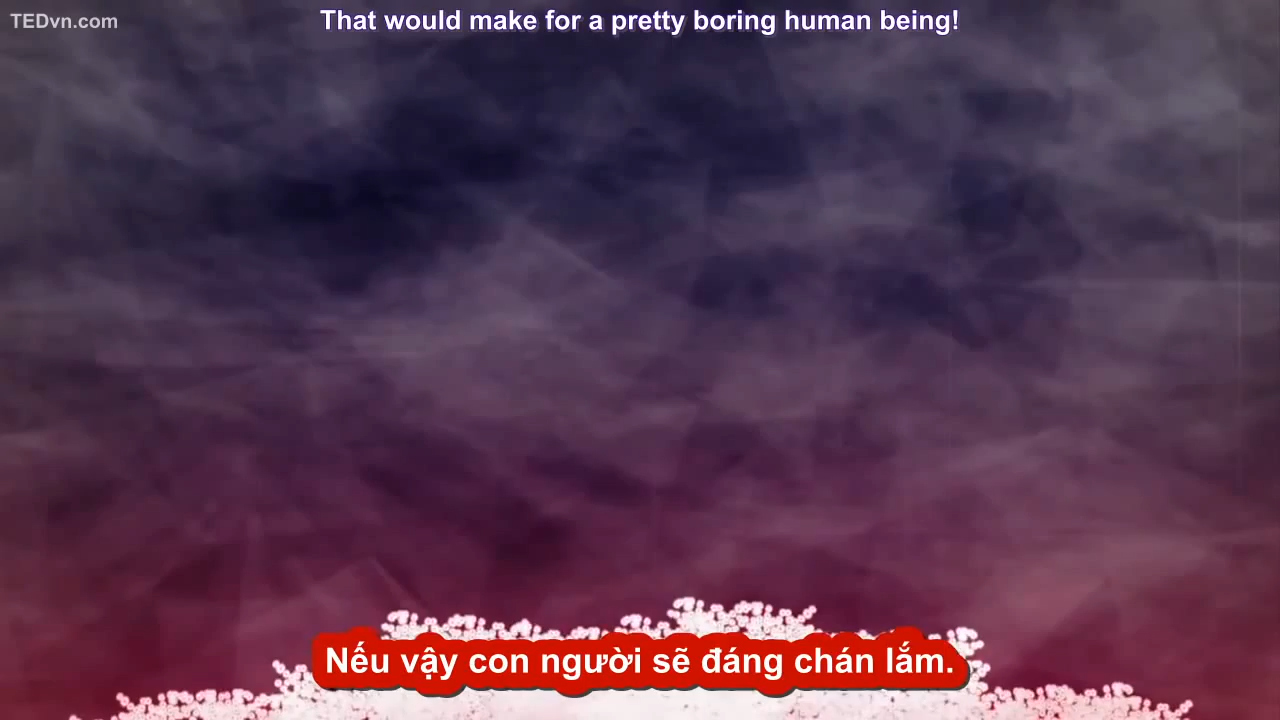 TEDvn.com
That would make for a pretty boring human being!
Nếu vậy con người sẽ đáng chán lắm.